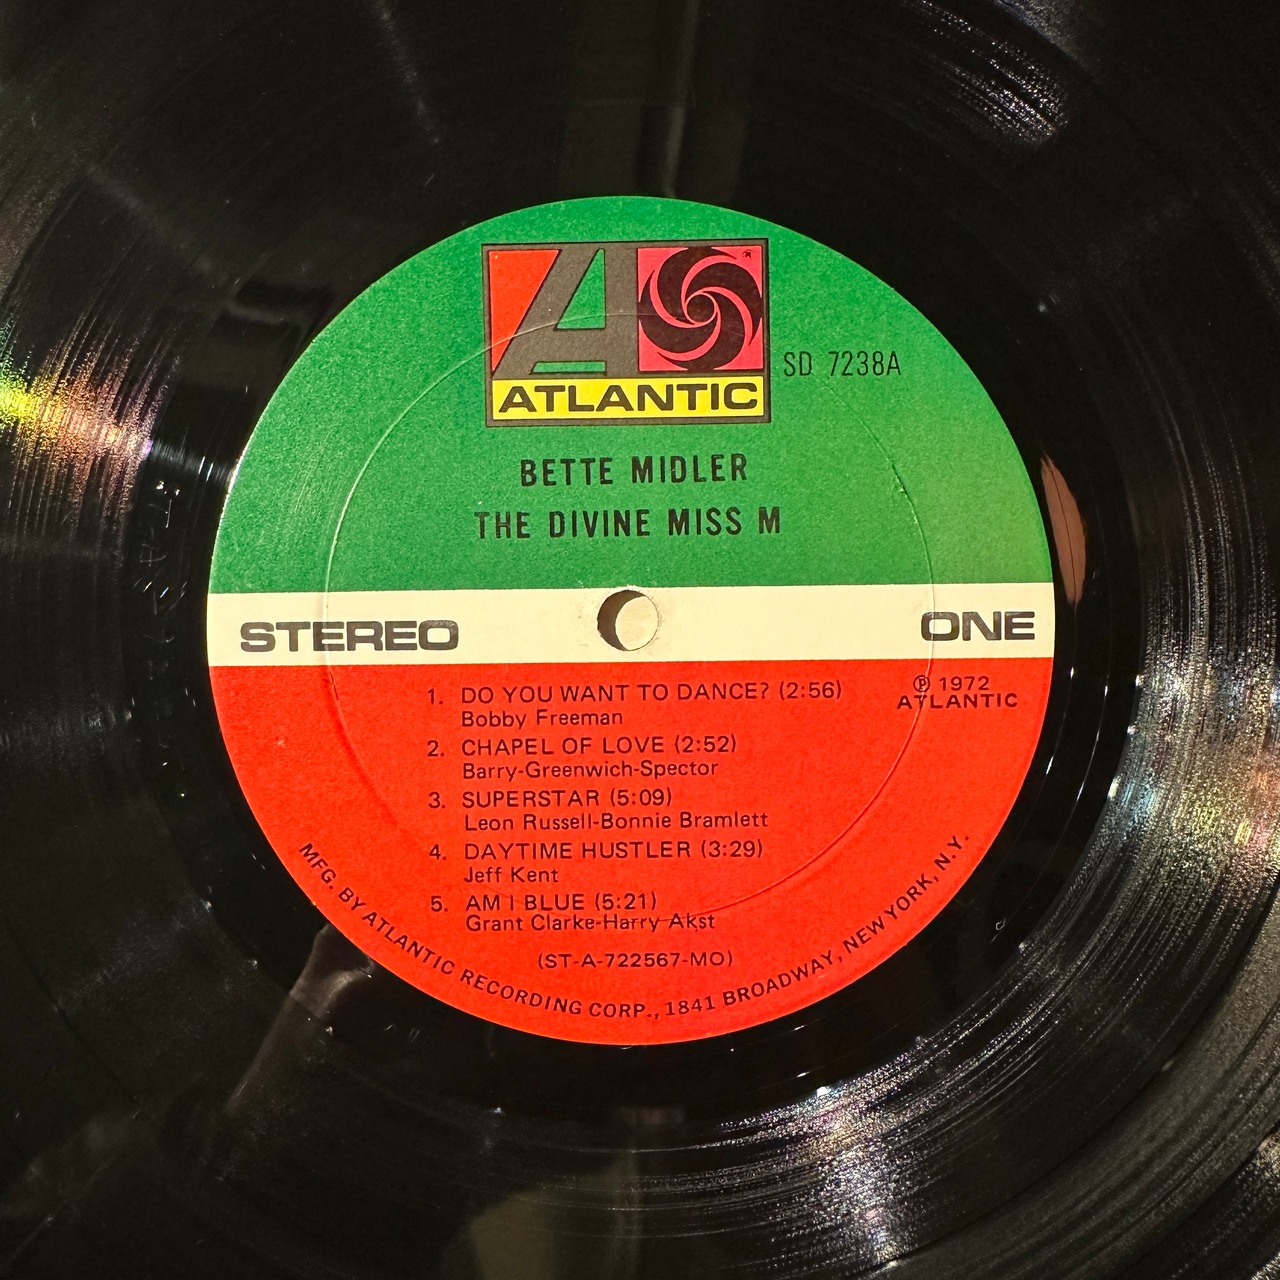 ATLANTIC
®
SD 7238A
BETTE MIDLER
THE DIVINE MISS M
STEREO
ONE
℗ 1972
ATLANTIC
1. DO YOU WANT TO DANCE? (2:56)
Bobby Freeman
2. CHAPEL OF LOVE (2:52)
Barry-Greenwich-Spector
3. SUPERSTAR (5:09)
Leon Russell-Bonnie Bramlett
4. DAYTIME HUSTLER (3:29)
Jeff Kent
5. AM I BLUE (5:21)
Grant Clarke-Harry Akst
(ST-A-722567-MO)
MFG. BY ATLANTIC RECORDING CORP., 1841 BROADWAY, NEW YORK, N.Y.